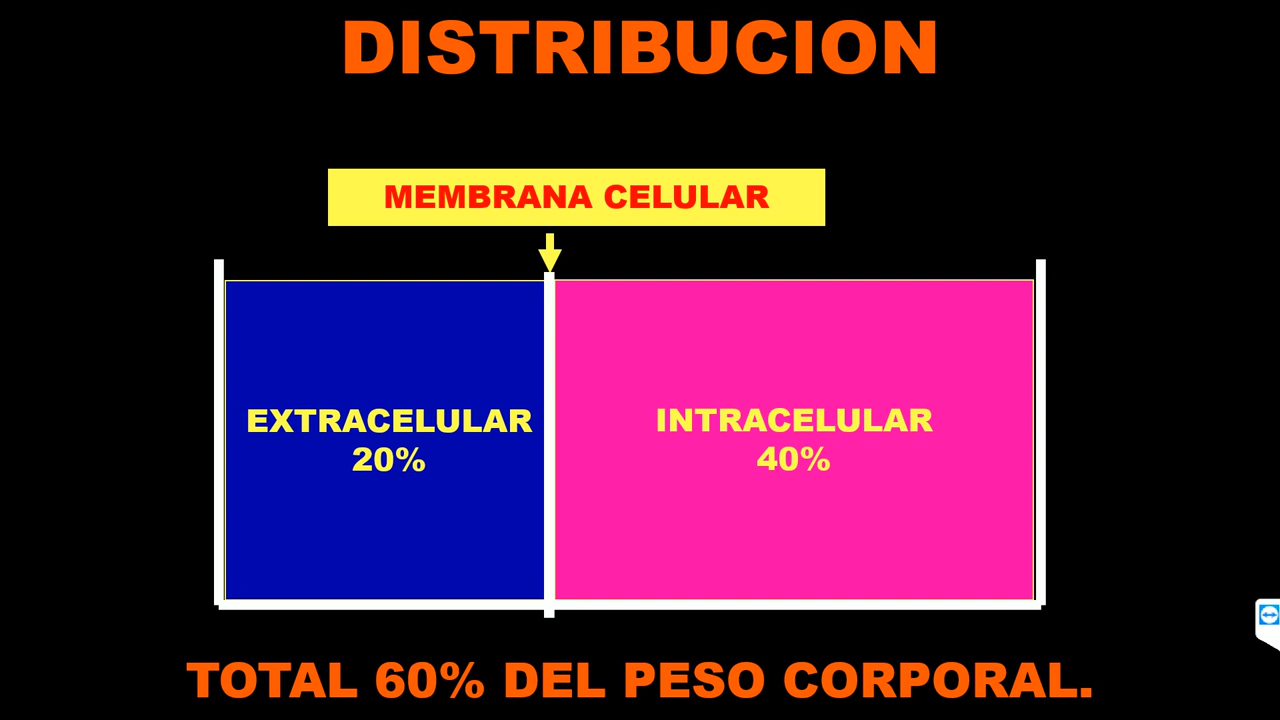 DISTRIBUCION
MEMBRANA CELULAR
EXTRACELULAR
20%
INTRACELULAR
40%
TOTAL 60% DEL PESO CORPORAL.